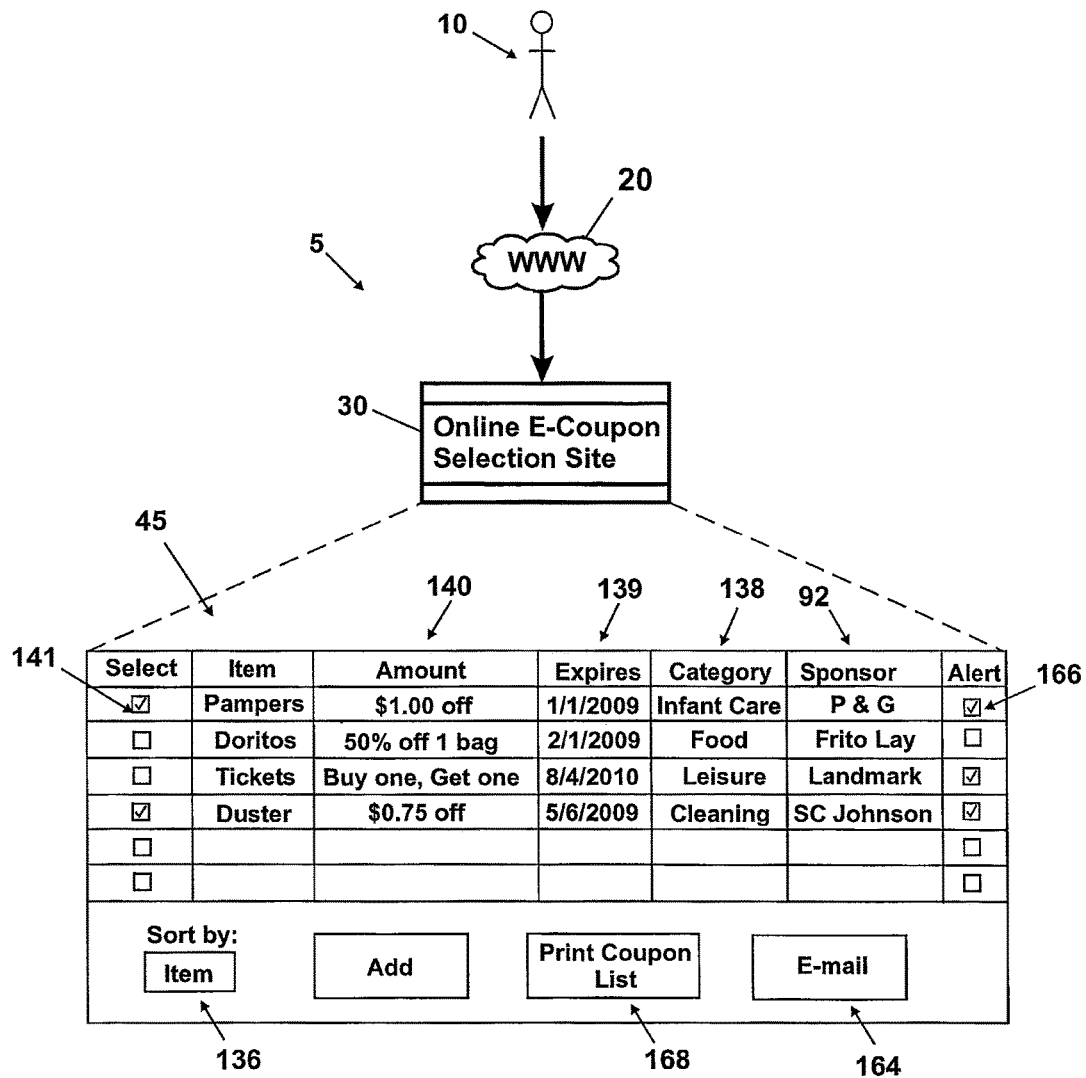 10
20
WWW
5
30
Online E-Coupon
Selection Site
45
140 139 138 92
141
166
Select Item Amount Expires Category Sponsor Alert
Pampers $1.00 off 1/1/2009 Infant Care P & G
Doritos 50% off 1 bag 2/1/2009 Food Frito Lay
Tickets Buy one, Get one 8/4/2010 Leisure Landmark
Duster $0.75 off 5/6/2009 Cleaning SC Johnson
Sort by:
Item
Add
Print Coupon
List
E-mail
136 168 164